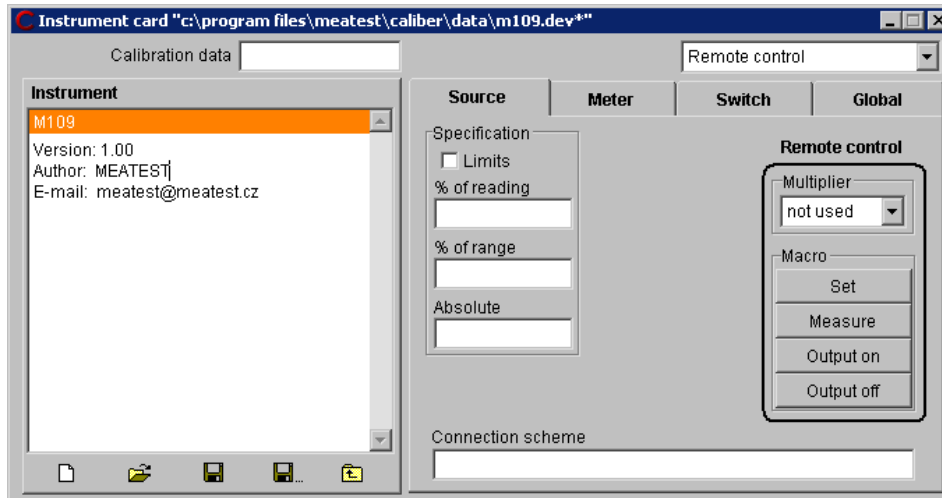 Instrument card "c:\program files\meatest\caliber\data\m109.dev*"
Calibration data
Remote control
Instrument
M109
Version: 1.00
Author: MEATEST
E-mail: meatest@meatest.cz
Source Meter Switch Global
Specification
Limits
% of reading
% of range
Absolute
Remote control
Multiplier
not used
Macro
Set
Measure
Output on
Output off
Connection scheme